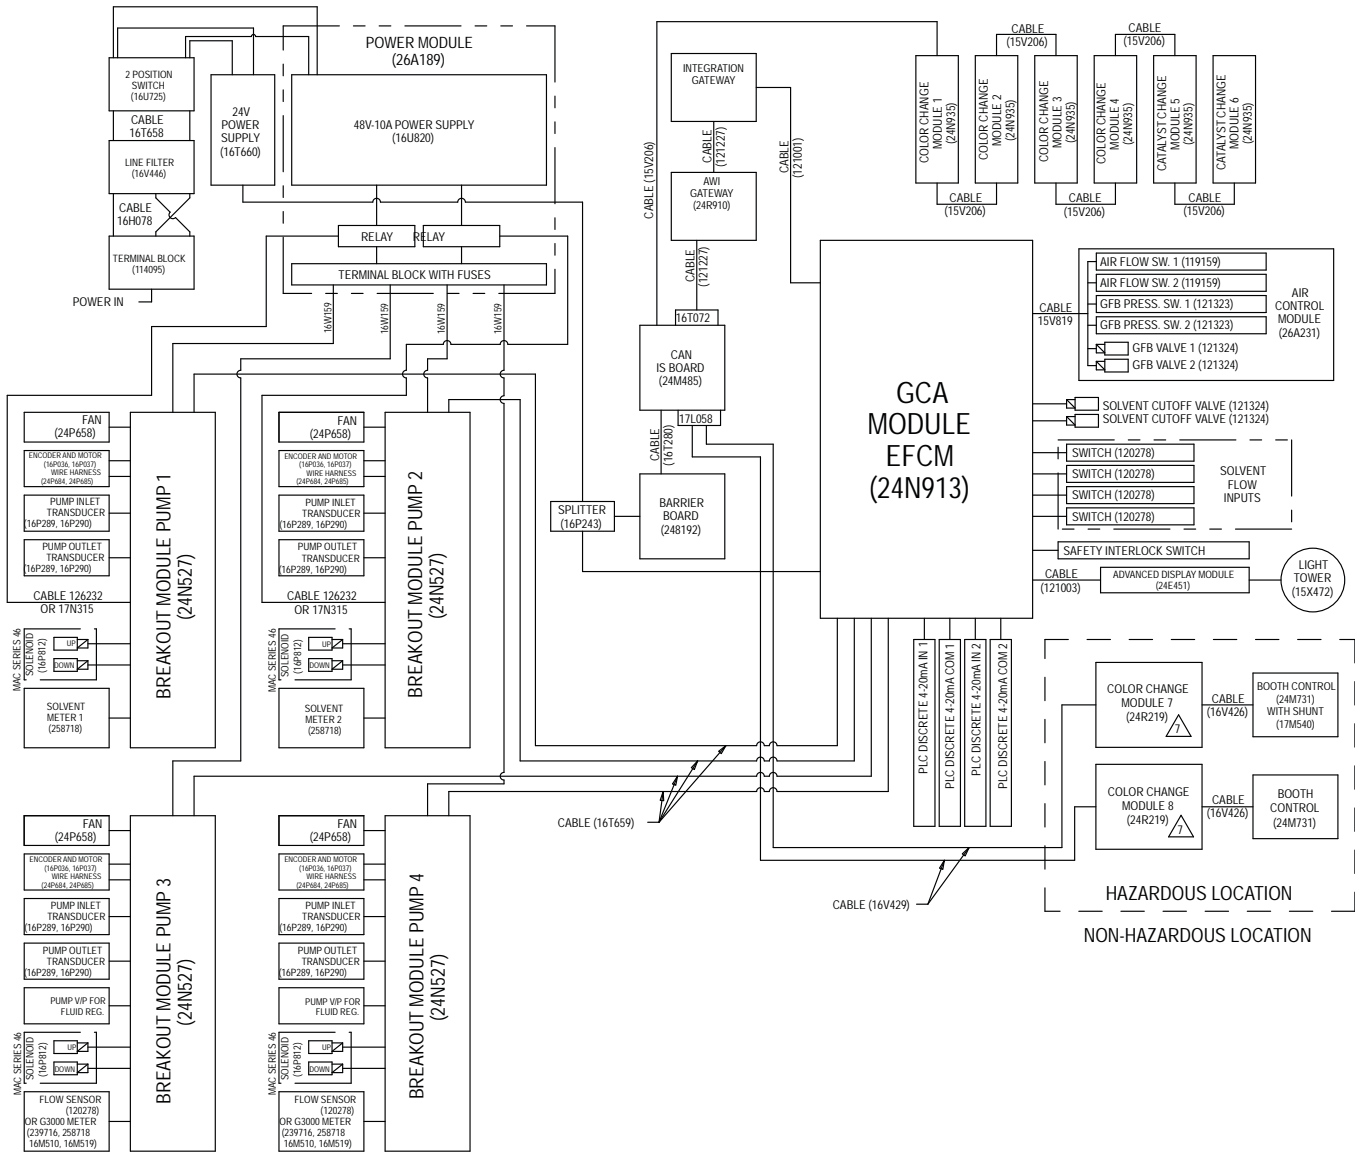 POWER MODULE
(26A189)
2 POSITION
SWITCH
(16U725)
CABLE
16T658
LINE FILTER
(16V446)
CABLE
16H078
TERMINAL BLOCK
(114095)
POWER IN
24V
POWER
SUPPLY
(16T660)
48V-10A POWER SUPPLY
(16U820)
RELAY
RELAY
TERMINAL BLOCK WITH FUSES
16W159
16W159
16W159
16W159
INTEGRATION
GATEWAY
CABLE
(121227)
AWI
GATEWAY
(24R910)
CABLE
(121227)
CABLE (15V206)
CABLE
(121001)
16T072
CAN
IS BOARD
(24M485)
17L058
CABLE
(16T280)
BARRIER
BOARD
(248192)
SPLITTER
(16P243)
CABLE
(15V206)
CABLE
(15V206)
COLOR CHANGE
MODULE 1
(24N935)
COLOR CHANGE
MODULE 2
(24N935)
COLOR CHANGE
MODULE 3
(24N935)
COLOR CHANGE
MODULE 4
(24N935)
CATALYST CHANGE
MODULE 5
(24N935)
CATALYST CHANGE
MODULE 6
(24N935)
CABLE
(15V206)
CABLE
(15V206)
CABLE
(15V206)
GCA
MODULE
EFCM
(24N913)
CABLE
15V819
AIR FLOW SW. 1 (119159)
AIR FLOW SW. 2 (119159)
GFB PRESS. SW. 1 (121323)
GFB PRESS. SW. 2 (121323)
GFB VALVE 1 (121324)
GFB VALVE 2 (121324)
AIR
CONTROL
MODULE
(26A231)
SOLVENT CUTOFF VALVE (121324)
SOLVENT CUTOFF VALVE (121324)
SWITCH (120278)
SWITCH (120278)
SWITCH (120278)
SWITCH (120278)
SOLVENT
FLOW
INPUTS
SAFETY INTERLOCK SWITCH
CABLE
(121003)
ADVANCED DISPLAY MODULE
(24E451)
LIGHT
TOWER
(15X472)
PLC DISCRETE 4-20mA IN 1
PLC DISCRETE 4-20mA COM 1
PLC DISCRETE 4-20mA IN 2
PLC DISCRETE 4-20mA COM 2
COLOR CHANGE
MODULE 7
(24R219)
7
CABLE
(16V426)
BOOTH CONTROL
(24M731)
WITH SHUNT
(17M540)
COLOR CHANGE
MODULE 8
(24R219)
7
CABLE
(16V426)
BOOTH
CONTROL
(24M731)
HAZARDOUS LOCATION
NON-HAZARDOUS LOCATION
CABLE (16T659)
CABLE (16V429)
FAN
(24P658)
ENCODER AND MOTOR
(16P036, 16P037)
WIRE HARNESS
(24P684, 24P685)
PUMP INLET
TRANSDUCER
(16P289, 16P290)
PUMP OUTLET
TRANSDUCER
(16P289, 16P290)
CABLE 126232
OR 17N315
MAC SERIES 46
SOLENOID
(16P812)
UP
DOWN
SOLVENT
METER 1
(258718)
BREAKOUT MODULE PUMP 1
(24N527)
FAN
(24P658)
ENCODER AND MOTOR
(16P036, 16P037)
WIRE HARNESS
(24P684, 24P685)
PUMP INLET
TRANSDUCER
(16P289, 16P290)
PUMP OUTLET
TRANSDUCER
(16P289, 16P290)
CABLE 126232
OR 17N315
MAC SERIES 46
SOLENOID
(16P812)
UP
DOWN
SOLVENT
METER 2
(258718)
BREAKOUT MODULE PUMP 2
(24N527)
FAN
(24P658)
ENCODER AND MOTOR
(16P036, 16P037)
WIRE HARNESS
(24P684, 24P685)
PUMP INLET
TRANSDUCER
(16P289, 16P290)
PUMP OUTLET
TRANSDUCER
(16P289, 16P290)
PUMP V/P FOR
FLUID REG.
MAC SERIES 46
SOLENOID
(16P812)
UP
DOWN
FLOW SENSOR
(120278)
OR G3000 METER
(239716, 258718
16M510, 16M519)
BREAKOUT MODULE PUMP 3
(24N527)
FAN
(24P658)
ENCODER AND MOTOR
(16P036, 16P037)
WIRE HARNESS
(24P684, 24P685)
PUMP INLET
TRANSDUCER
(16P289, 16P290)
PUMP OUTLET
TRANSDUCER
(16P289, 16P290)
PUMP V/P FOR
FLUID REG.
MAC SERIES 46
SOLENOID
(16P812)
UP
DOWN
FLOW SENSOR
(120278)
OR G3000 METER
(239716, 258718
16M510, 16M519)
BREAKOUT MODULE PUMP 4
(24N527)